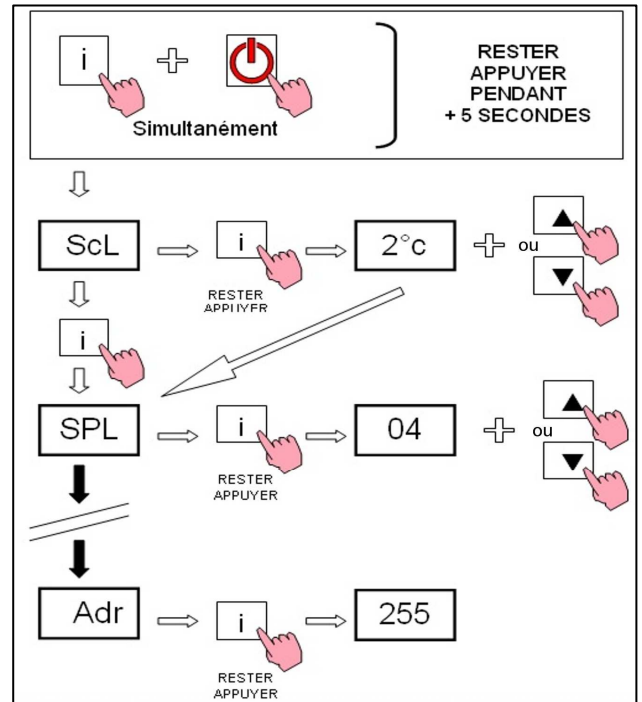 i
Simultanément
RESTER
APPUYER
PENDANT
+ 5 SECONDES
ScL
i
2°c
ou
RESTER
APPUYER
i
SPL
i
04
ou
RESTER
APPUYER
Adr
i
255
RESTER
APPUYER